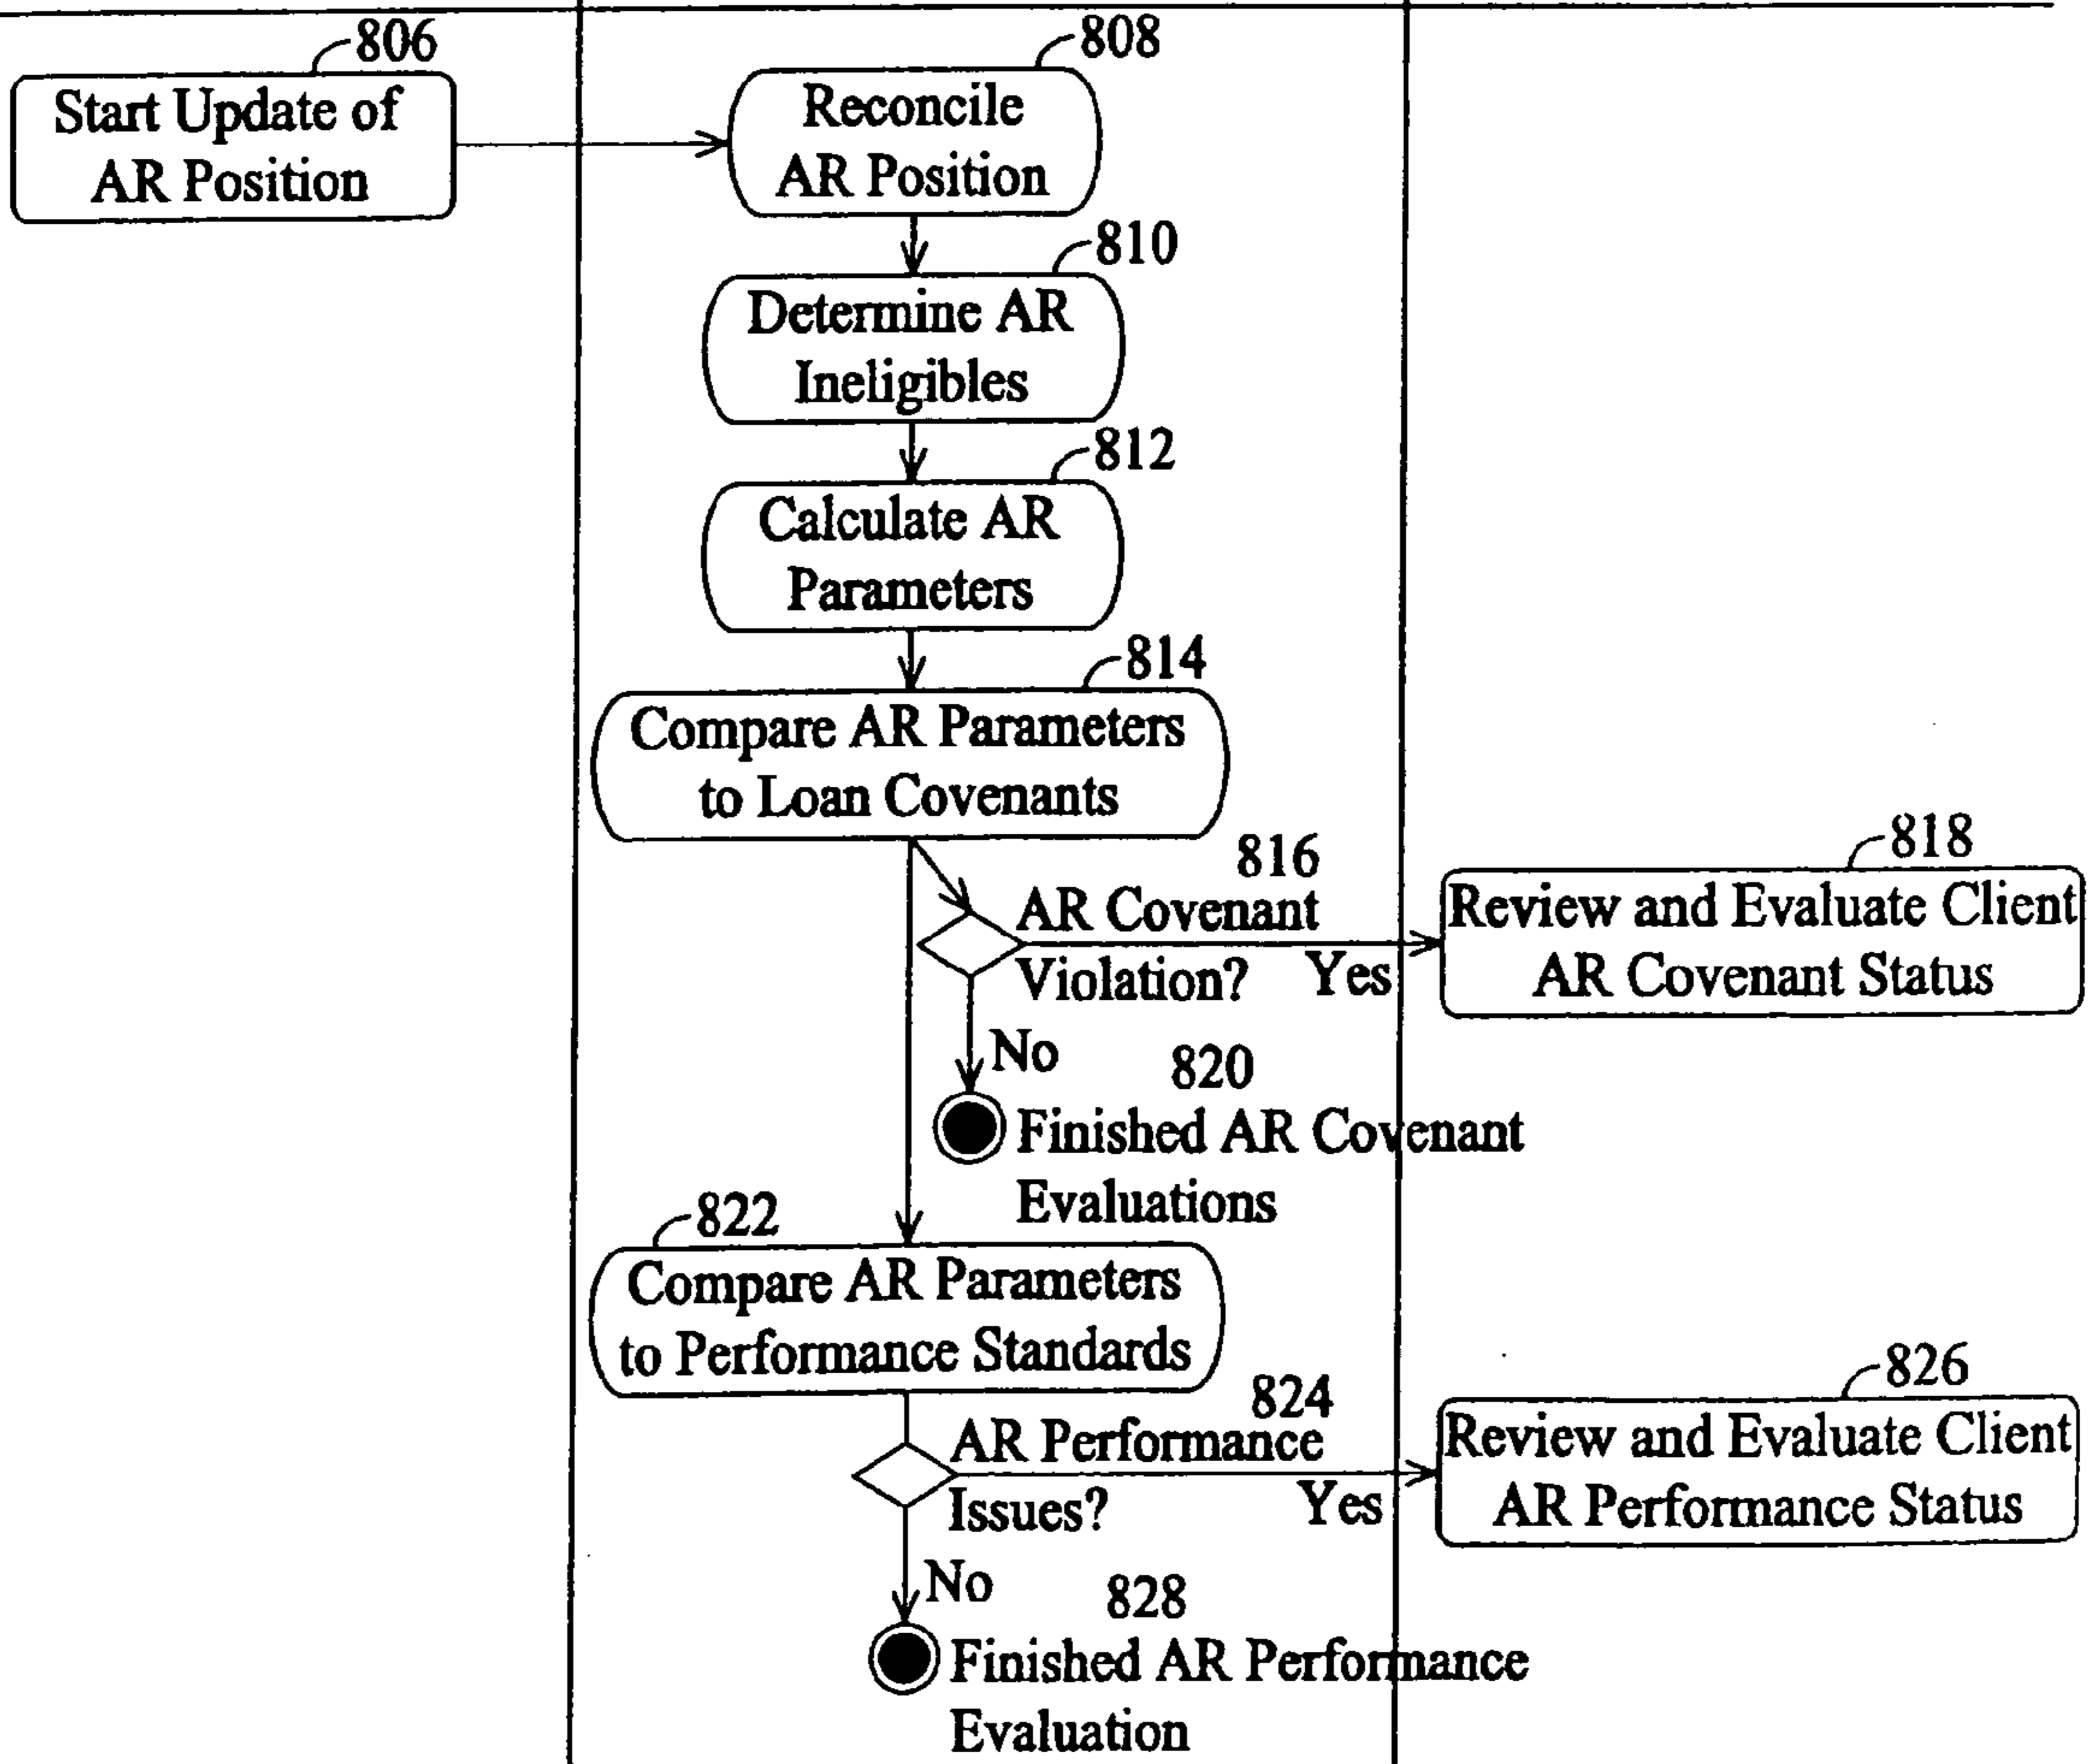 806
Start Update of
AR Position
808
Reconcile
AR Position
810
Determine AR
Ineligibles
812
Calculate AR
Parameters
814
Compare AR Parameters
to Loan Covenants
816
AR Covenant
Violation?
Yes
818
Review and Evaluate Client
AR Covenant Status
No
820
Finished AR Covenant
Evaluations
822
Compare AR Parameters
to Performance Standards
824
AR Performance
Issues?
Yes
826
Review and Evaluate Client
AR Performance Status
No
828
Finished AR Performance
Evaluation